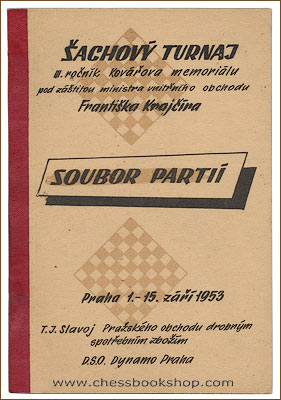 ŠACHOVÝ TURNAJ
III. ročník Kovářova memoriálu
pod záštitou ministra vnitřního obchodu
Františka Krajčíra
SOUBOR PARTIÍ
Praha 1.-15. září 1953
T.J. Slavoj Pražského obchodu drobným
spotřebním zbožím
D.S.O. Dynamo Praha
www.chessbookshop.com